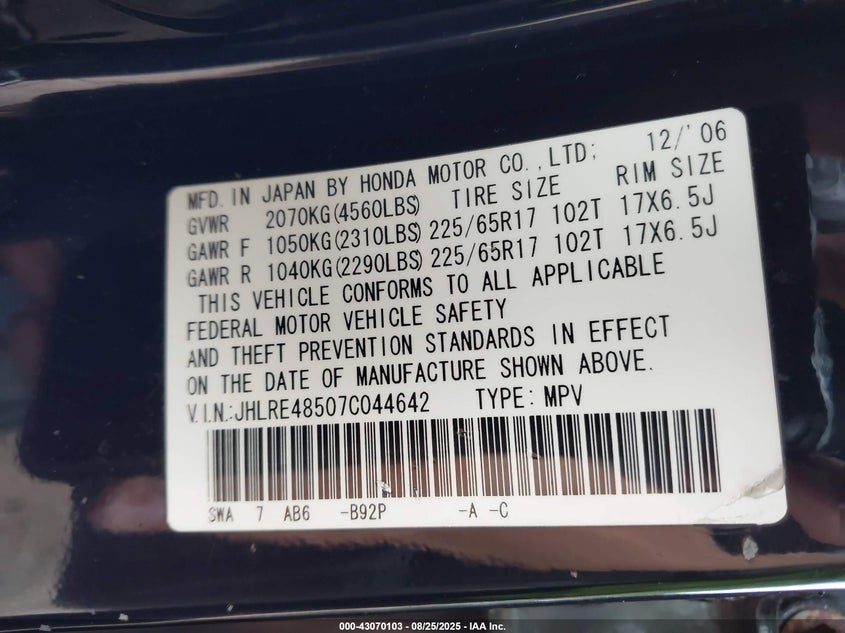 MFD. IN JAPAN BY HONDA MOTOR CO.,LTD; 12/'06
GVWR 2070KG(4560LBS) TIRE SIZE RIM SIZE
GAWR F 1050KG(2310LBS) 225/65R17 102T 17X6.5J
GAWR R 1040KG(2290LBS) 225/65R17 102T 17X6.5J
THIS VEHICLE CONFORMS TO ALL APPLICABLE
FEDERAL MOTOR VEHICLE SAFETY
AND THEFT PREVENTION STANDARDS IN EFFECT
ON THE DATE OF MANUFACTURE SHOWN ABOVE.
V.I.N.:JHLRE48507C044642 TYPE: MPV
SWA 7 AB6 -B92P -A -C
000-43070103 - 08/25/2025 - IAA Inc.